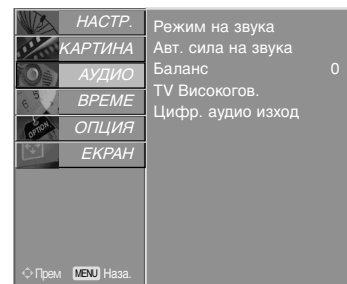 НАСТР.
КАРТИНА
АУДИО
ВРЕМЕ
ОПЦИЯ
ЕКРАН
Режим на звука
Авт. сила на звука
Баланс 0
TV Високогов.
Цифр. аудио изход
Прем MENU Наза.